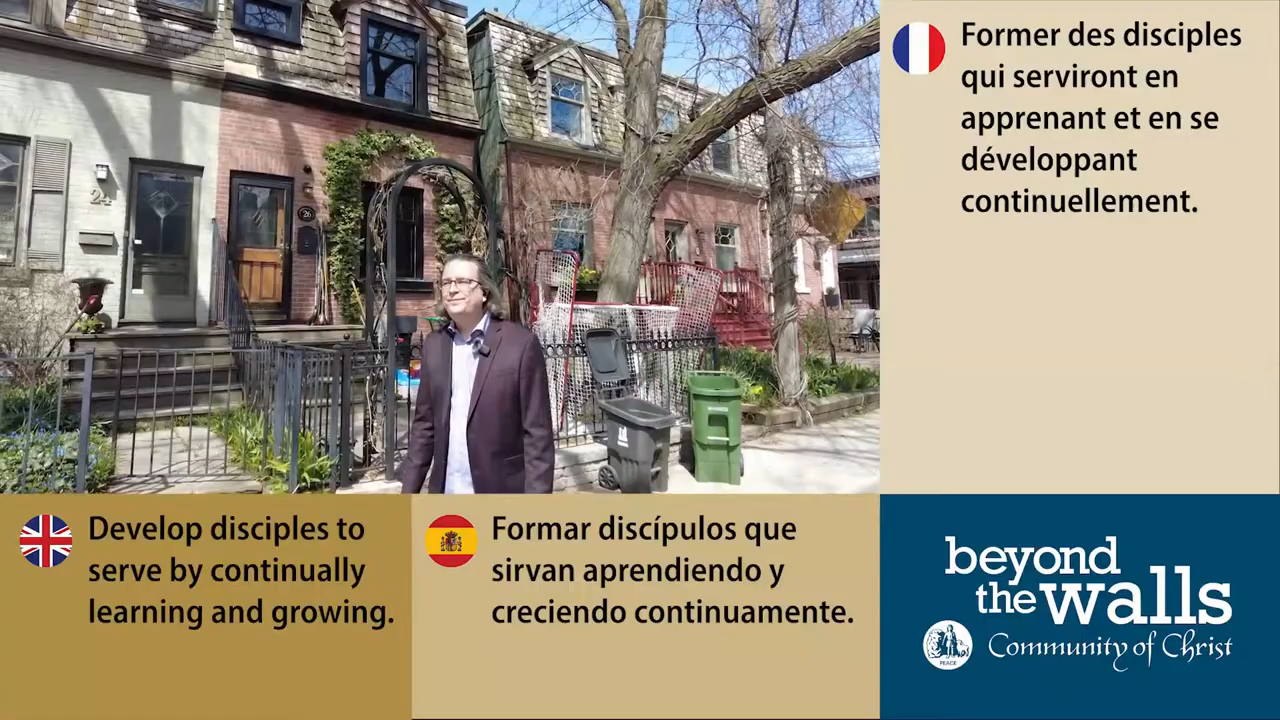 Former des disciples
qui serviront en
apprenant et en se
développant
continuellement.
24
26
Develop disciples to
serve by continually
learning and growing.
Formar discípulos que
sirvan aprendiendo y
creciendo continuamente.
beyond
the walls
PEACE
Community of Christ